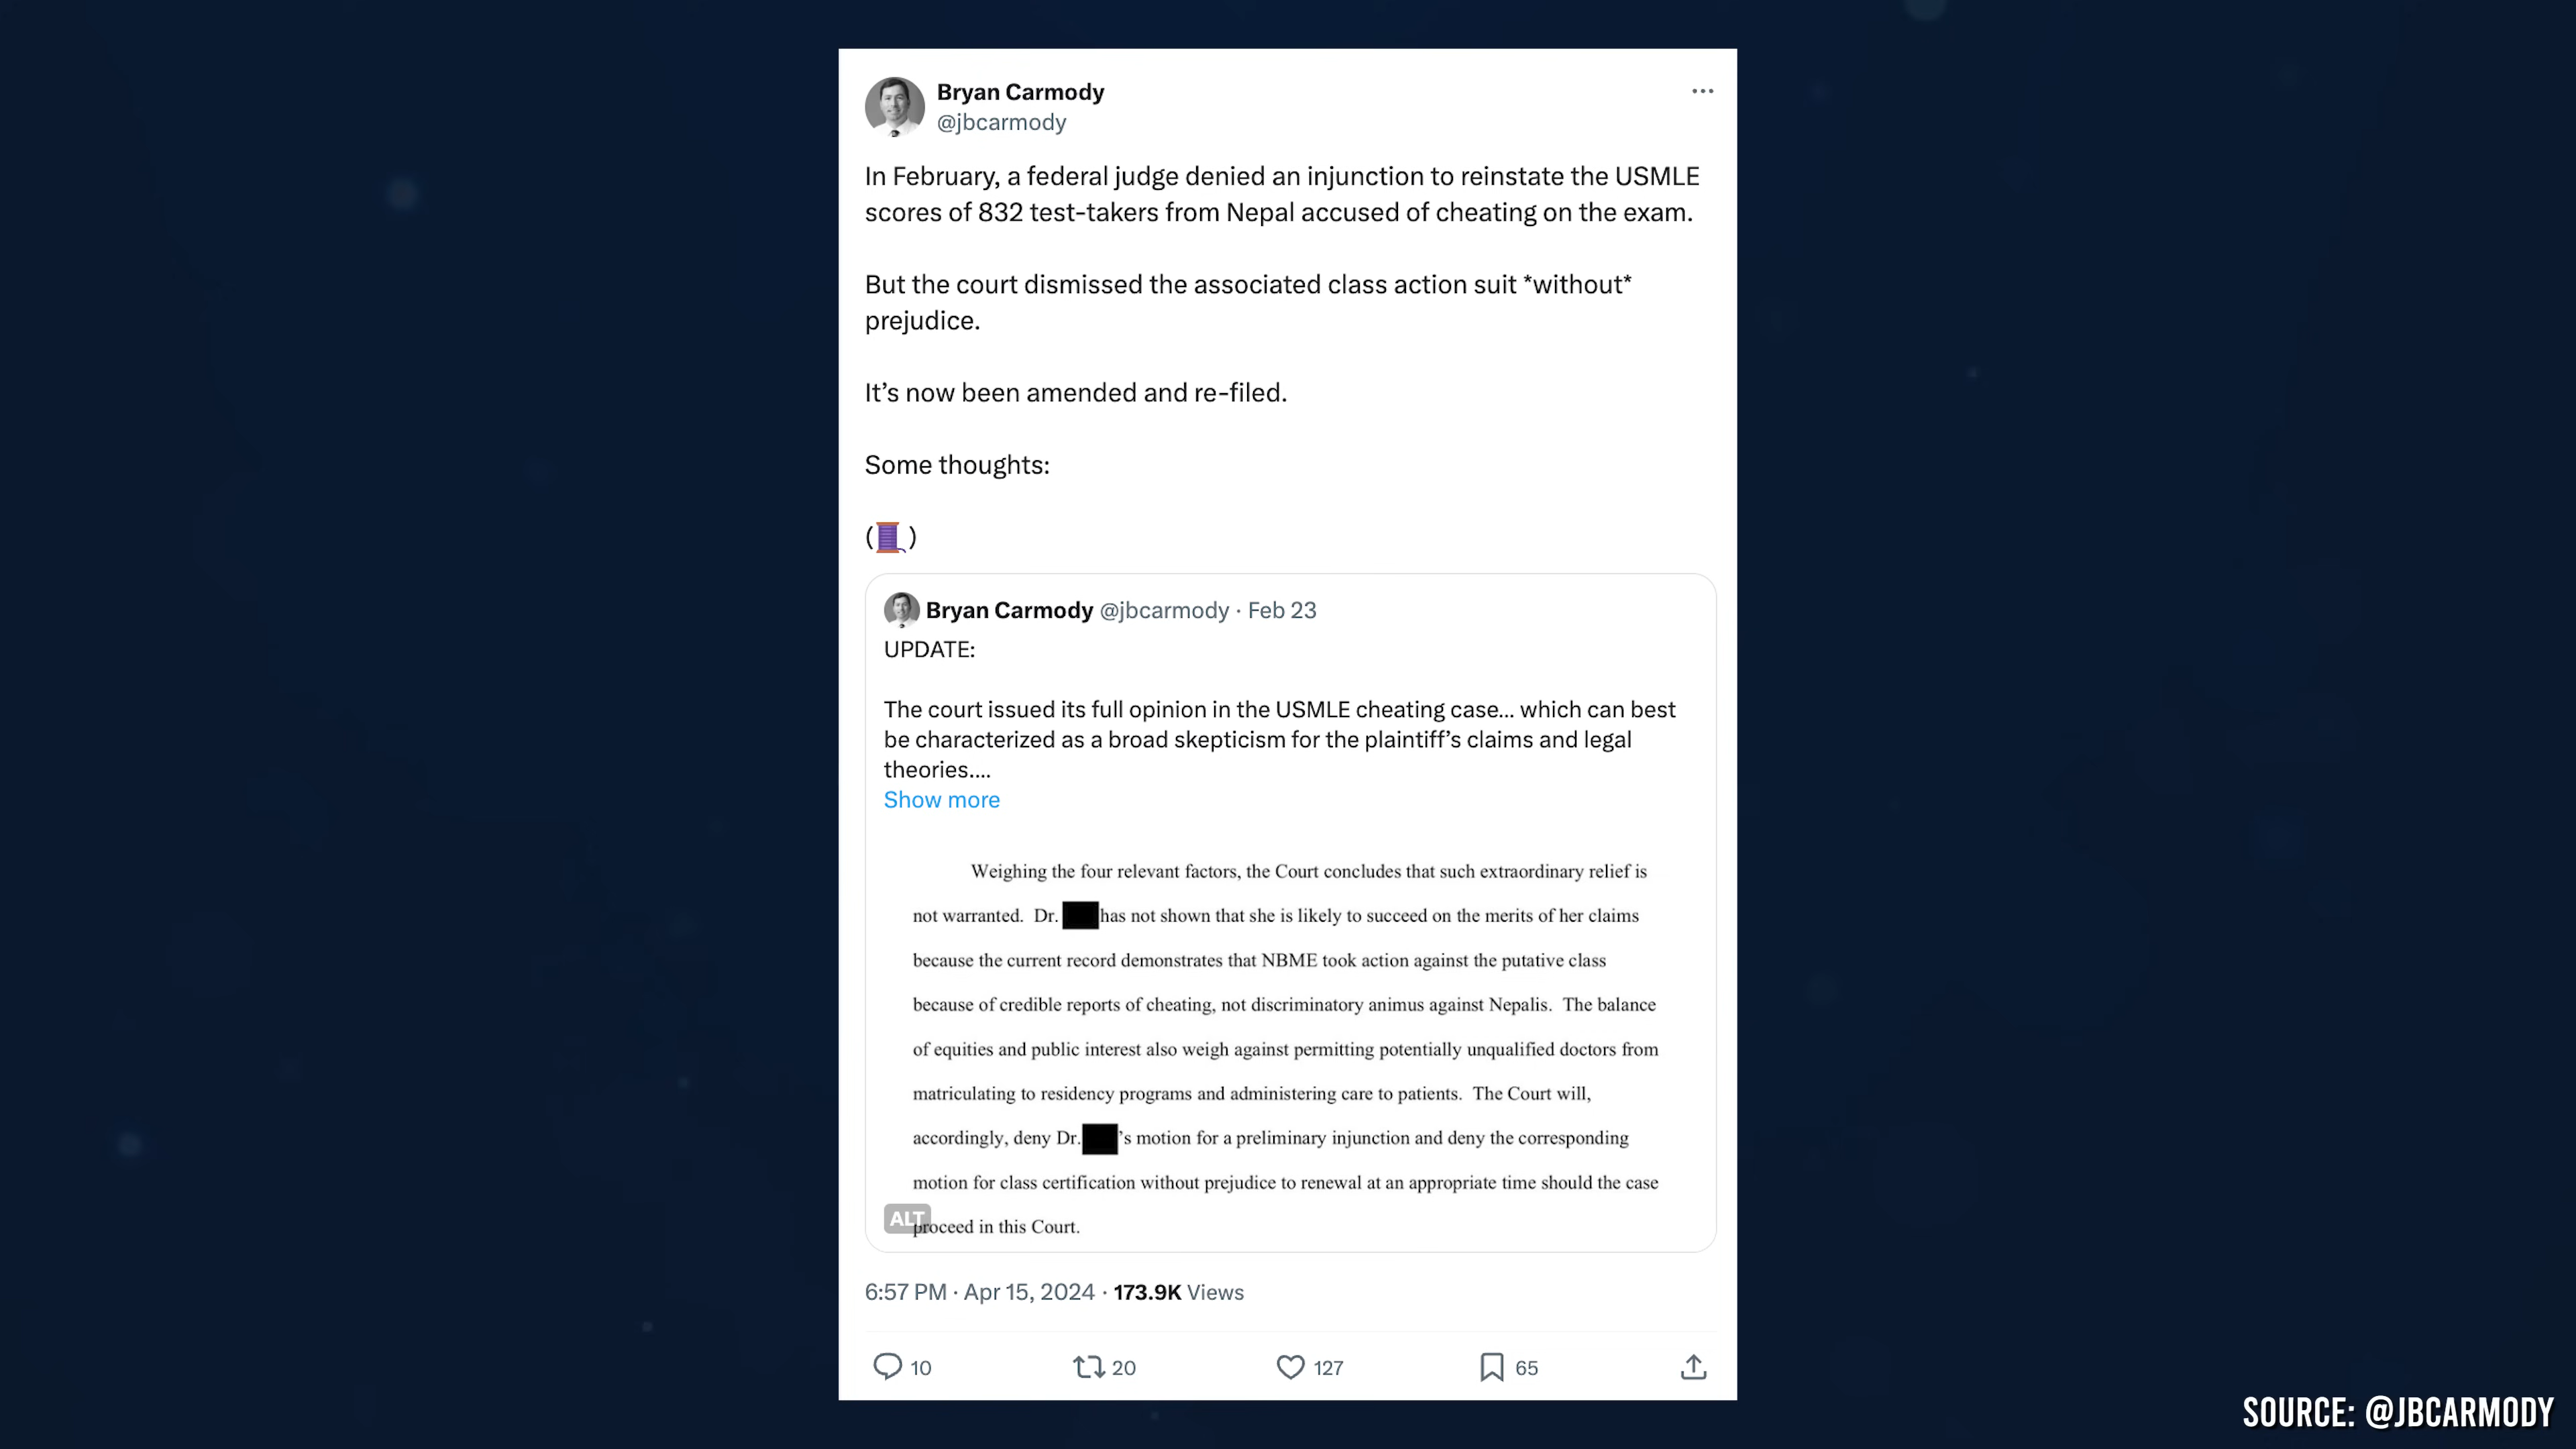 Bryan Carmody
@jbcarmody
In February, a federal judge denied an injunction to reinstate the USMLE
scores of 832 test-takers from Nepal accused of cheating on the exam.
But the court dismissed the associated class action suit *without*
prejudice.
It’s now been amended and re-filed.
Some thoughts:
(🧵)
Bryan Carmody @jbcarmody · Feb 23
UPDATE:
The court issued its full opinion in the USMLE cheating case... which can best
be characterized as a broad skepticism for the plaintiff’s claims and legal
theories....
Show more
Weighing the four relevant factors, the Court concludes that such extraordinary relief is
not warranted. Dr. has not shown that she is likely to succeed on the merits of her claims
because the current record demonstrates that NBME took action against the putative class
because of credible reports of cheating, not discriminatory animus against Nepalis. The balance
of equities and public interest also weigh against permitting potentially unqualified doctors from
matriculating to residency programs and administering care to patients. The Court will,
accordingly, deny Dr. ’s motion for a preliminary injunction and deny the corresponding
motion for class certification without prejudice to renewal at an appropriate time should the case
proceed in this Court.
ALT
6:57 PM · Apr 15, 2024 · 173.9K Views
10 20 127 65
SOURCE: @JBCARMODY